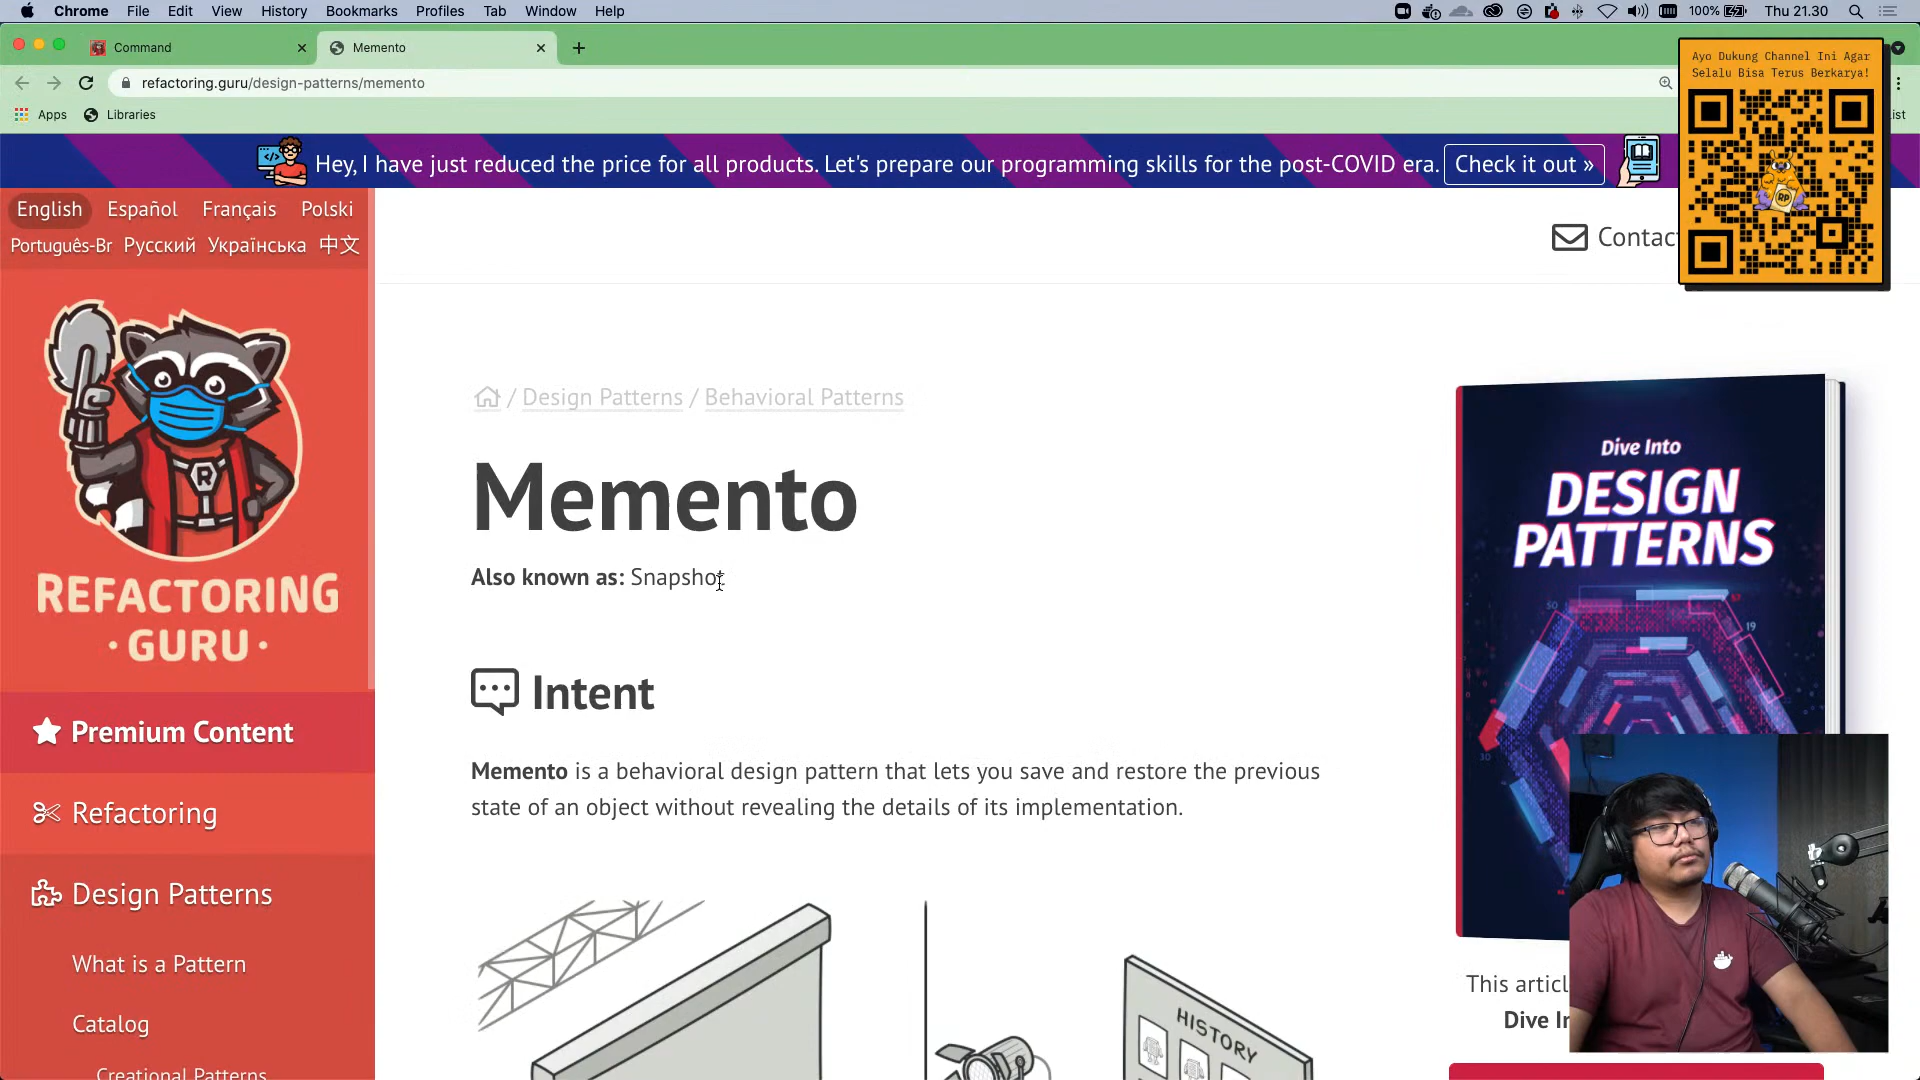 Chrome File Edit View History Bookmarks Profiles Tab Window Help
100% Thu 21.30
Command
Memento
refactoring.guru/design-patterns/memento
Apps Libraries
Ayo Dukung Channel Ini Agar
Selalu Bisa Terus Berkarya!
RP
Hey, I have just reduced the price for all products. Let's prepare our programming skills for the post-COVID era. Check it out »
English Español Français Polski
Português-Br Русский Українська 中文
Contac
/ Design Patterns / Behavioral Patterns
Memento
Also known as: Snapshot
Intent
Memento is a behavioral design pattern that lets you save and restore the previous
state of an object without revealing the details of its implementation.
HISTORY
R
REFACTORING
· GURU ·
Premium Content
Refactoring
Design Patterns
What is a Pattern
Catalog
Creational Patterns
Dive Into
DESIGN
PATTERNS
50
19
This articl
Dive In